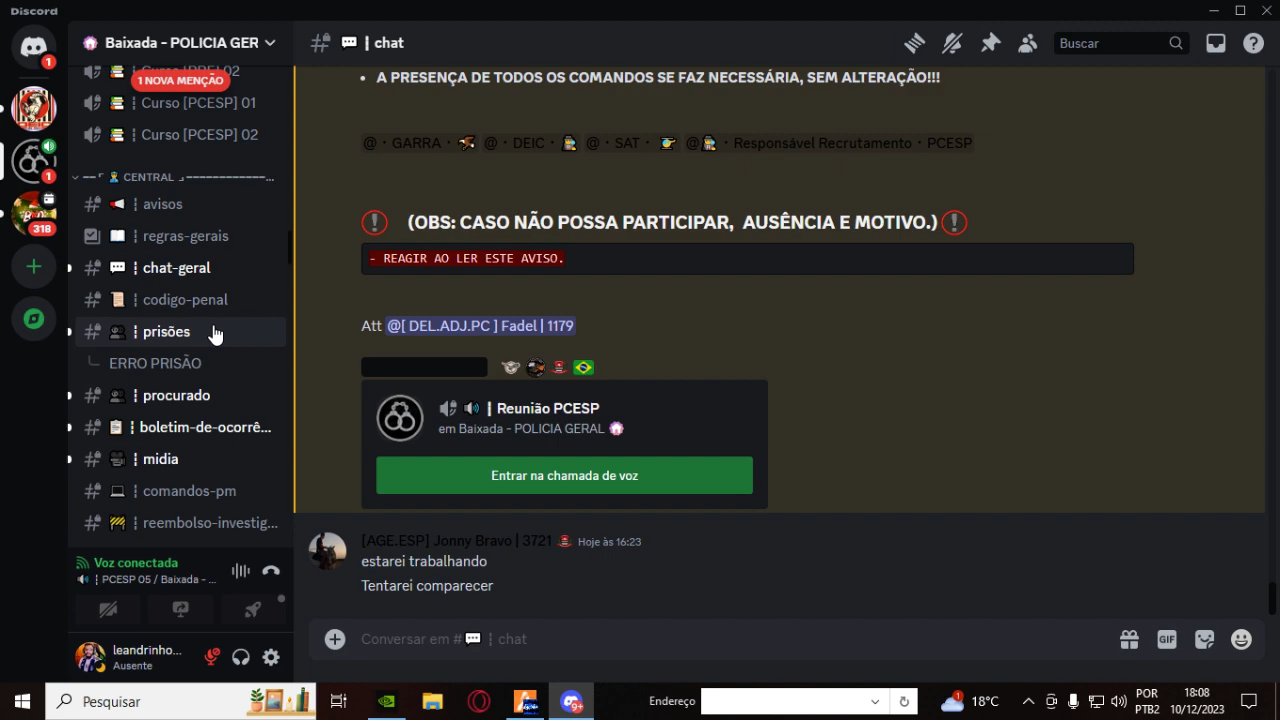 Discord
Baixada - POLICIA GER
1 NOVA MENÇÃO
Curso [PCESP] 01
Curso [PCESP] 02
CENTRAL
avisos
regras-gerais
chat-geral
codigo-penal
prisões
ERRO PRISÃO
procurado
boletim-de-ocorrê...
midia
comandos-pm
reembolso-investig...
Voz conectada
PCESP 05 / Baixada - ...
leandrinho...
Ausente
1
1
318
chat
Buscar
• A PRESENÇA DE TODOS OS COMANDOS SE FAZ NECESSÁRIA, SEM ALTERAÇÃO!!!
@ · GARRA · @ · DEIC · @ · SAT · @ · Responsável Recrutamento · PCESP
(OBS: CASO NÃO POSSA PARTICIPAR, AUSÊNCIA E MOTIVO.)
- REAGIR AO LER ESTE AVISO.
Att @[ DEL.ADJ.PC ] Fadel | 1179
| Reunião PCESP
em Baixada - POLICIA GERAL
Entrar na chamada de voz
[AGE.ESP] Jonny Bravo | 3721 Hoje às 16:23
estarei trabalhando
Tentarei comparecer
Conversar em # ¦ chat
GIF
Pesquisar
9+
Endereço
1
18°C
POR
PTB2
18:08
10/12/2023